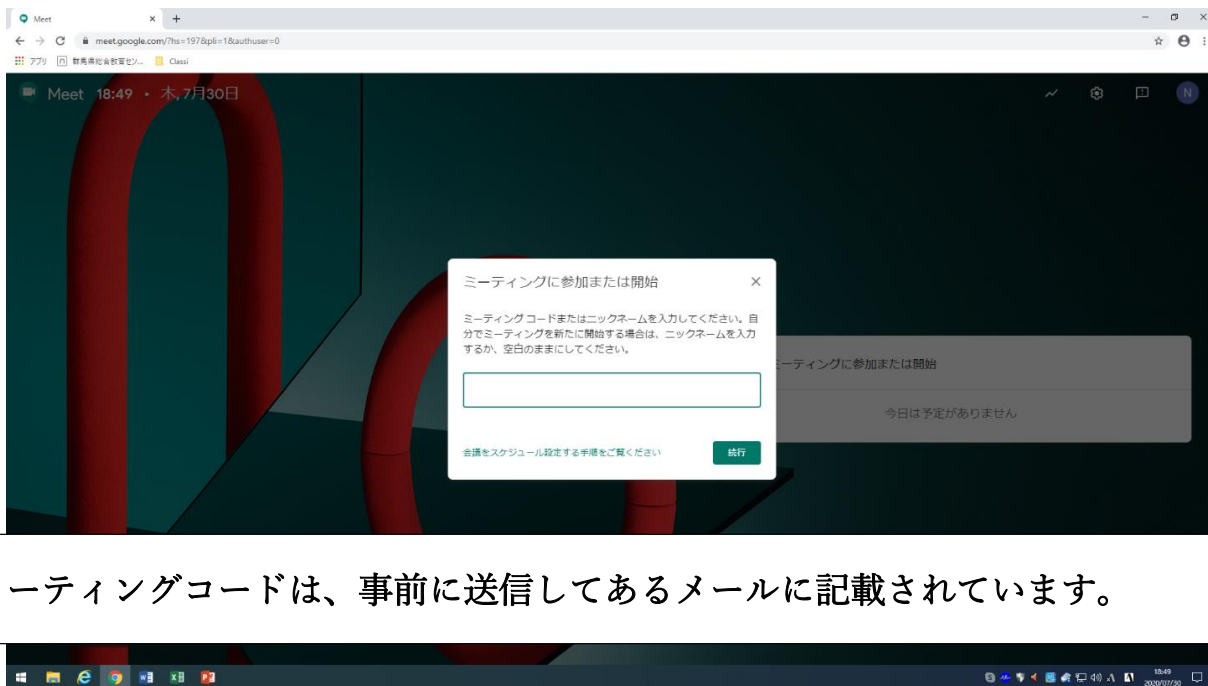 Meet
meet.google.com/?hs=197&pli=1&authuser=0
アプリ 群馬県総合教育セン... Classi
Meet 18:49 ・ 木, 7月30日
N
ミーティングに参加または開始
ミーティング コードまたはニックネームを入力してください。自
分でミーティングを新たに開始する場合は、ニックネームを入力
するか、空白のままにしてください。
ーティングに参加または開始
今日は予定がありません
会議をスケジュール設定する手順をご覧ください 続行
ーティングコードは、事前に送信してあるメールに記載されています。
18:49
2020/07/30